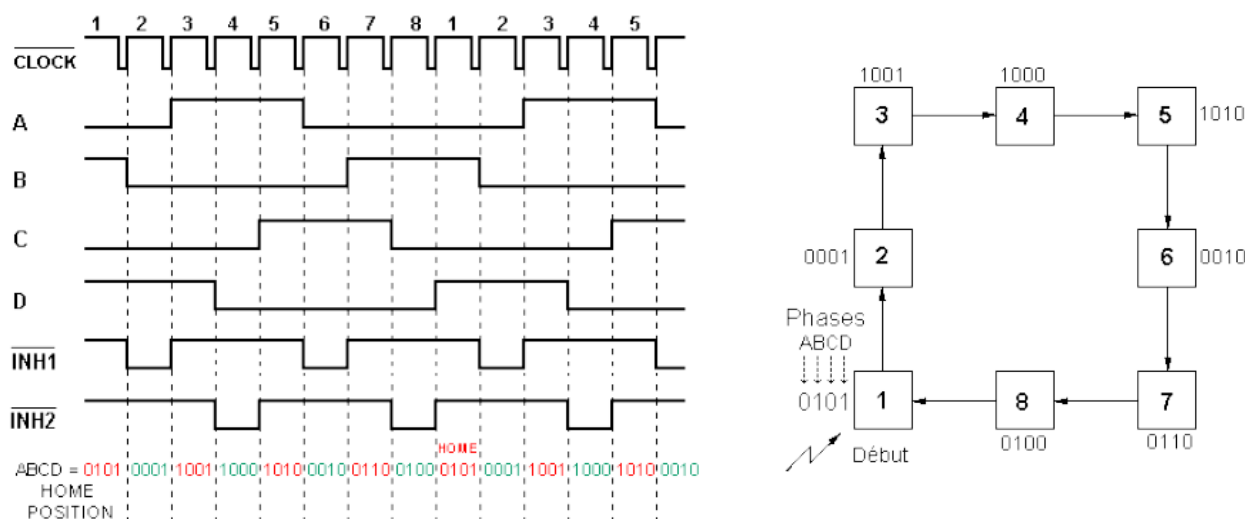 1 2 3 4 5 6 7 8 1 2 3 4 5
CLOCK
A
B
C
D
INH1
INH2
HOME
ABCD = 0101 0001 1001 1000 1010 0010 0110 0100 0101 0001 1001 1000 1010 0010
HOME
POSITION
1001 1000
3 4 5 1010
0001 2 6 0010
Phases
ABCD
0101 1 8 7
0100 0110
Début